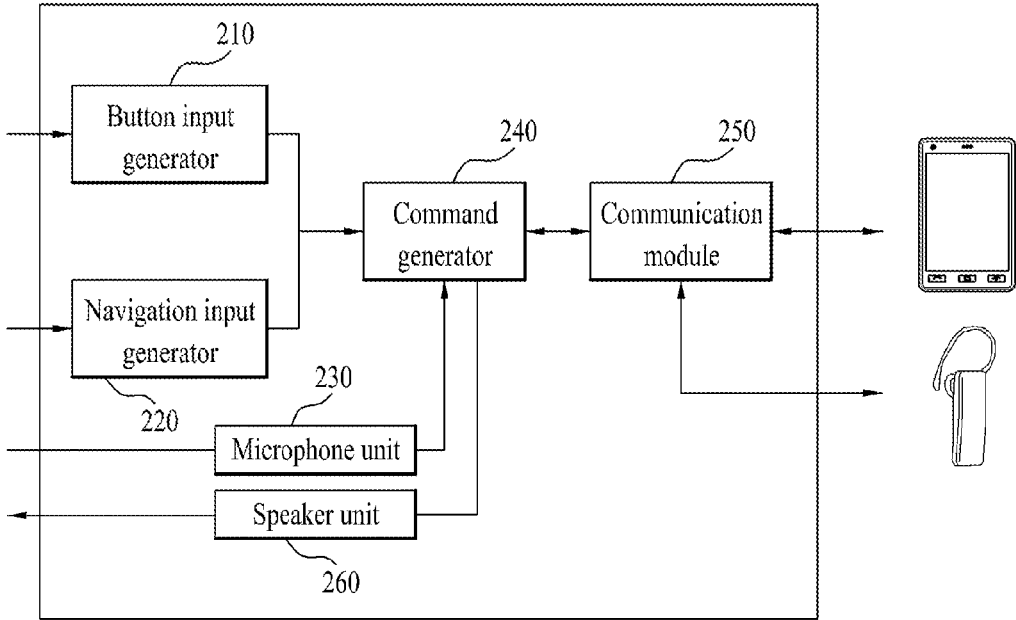 210
Button input
generator
240
250
Command
generator
Communication
module
Navigation input
generator
220
230
Microphone unit
Speaker unit
260